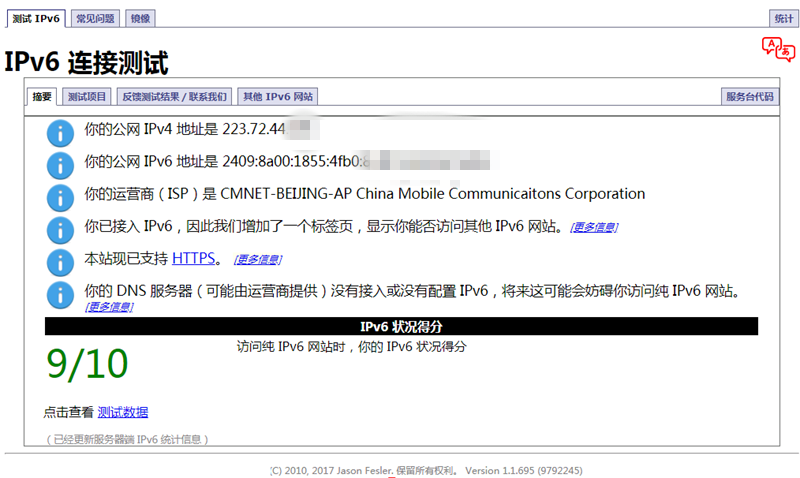 测试 IPv6 常见问题 镜像 统计
IPv6 连接测试
摘要 测试项目 反馈测试结果 / 联系我们 其他 IPv6 网站 服务台代码
你的公网 IPv4 地址是 223.72.44
你的公网 IPv6 地址是 2409:8a00:1855:4fb0:
你的运营商（ISP）是 CMNET-BEIJING-AP China Mobile Communicaitons Corporation
你已接入 IPv6，因此我们增加了一个标签页，显示你能否访问其他 IPv6 网站。 [更多信息]
本站现已支持 HTTPS。 [更多信息]
你的 DNS 服务器（可能由运营商提供）没有接入或没有配置 IPv6，将来这可能会妨碍你访问纯 IPv6 网站。
[更多信息]
IPv6 状况得分
9/10 访问纯 IPv6 网站时，你的 IPv6 状况得分
点击查看 测试数据
（已经更新服务器端 IPv6 统计信息）
(C) 2010, 2017 Jason Fesler. 保留所有权利。 Version 1.1.695 (9792245)